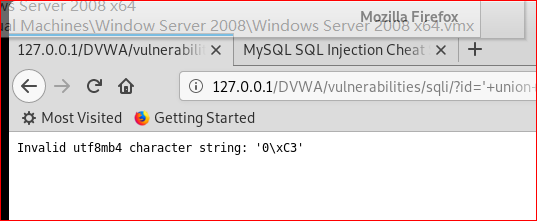 s Server 2008 x64
Mozilla Firefox
ual Machines\Window Server 2008\Windows Server 2008 x64.vmx
127.0.0.1/DVWA/vulnerabili
MySQL SQL Injection Cheat
127.0.0.1/DVWA/vulnerabilities/sqli/?id='+union
Most Visited
Getting Started
Invalid utf8mb4 character string: '0\xC3'